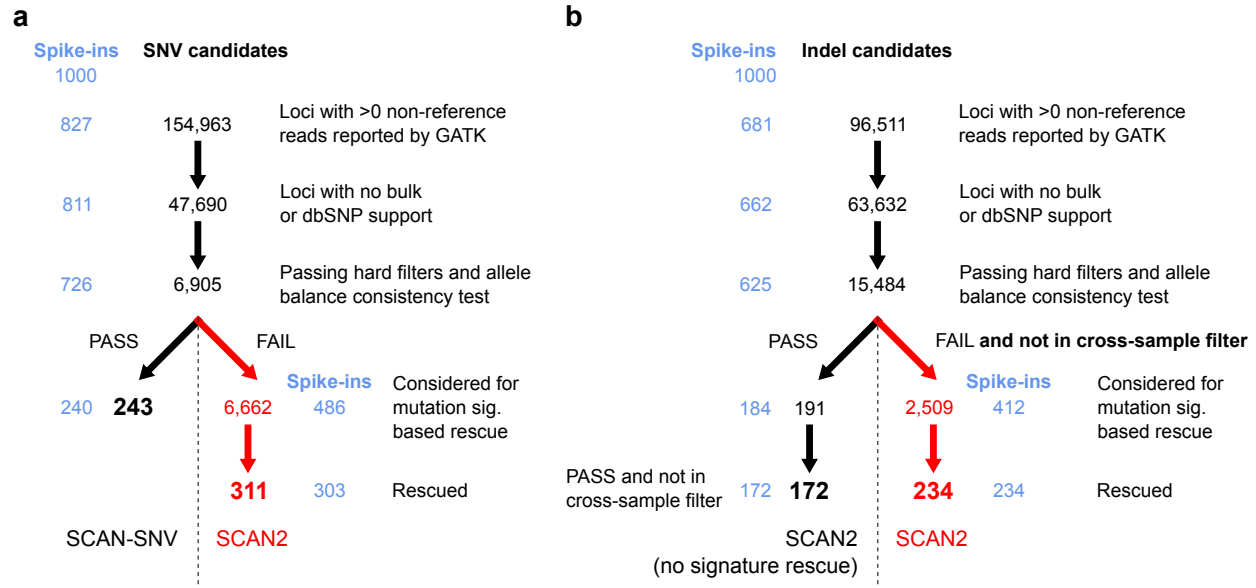 a
Spike-ins SNV candidates
1000
827 154,963 Loci with >0 non-reference
reads reported by GATK
811 47,690 Loci with no bulk
or dbSNP support
726 6,905 Passing hard filters and allele
balance consistency test
PASS FAIL
Spike-ins
240 243 6,662 486 Considered for
mutation sig.
based rescue
311 303 Rescued
SCAN-SNV SCAN2
b
Spike-ins Indel candidates
1000
681 96,511 Loci with >0 non-reference
reads reported by GATK
662 63,632 Loci with no bulk
or dbSNP support
625 15,484 Passing hard filters and allele
balance consistency test
PASS FAIL and not in cross-sample filter
Spike-ins
184 191 2,509 412 Considered for
mutation sig.
based rescue
PASS and not in
cross-sample filter
172 172 234 234 Rescued
SCAN2 SCAN2
(no signature rescue)